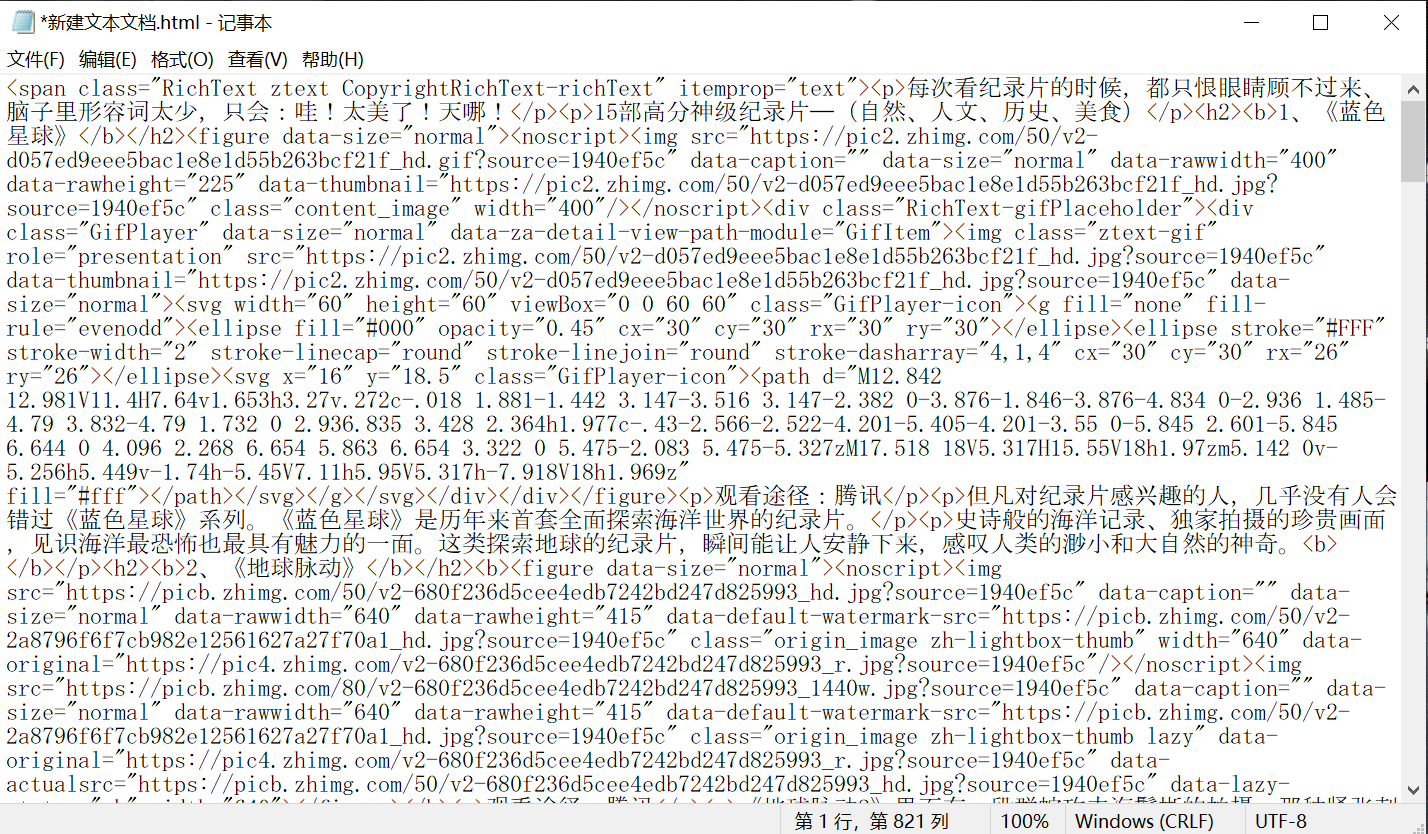 *新建文本文档.html - 记事本
文件(F) 编辑(E) 格式(O) 查看(V) 帮助(H)
<span class="RichText ztext CopyrightRichText-richText" itemprop="text"><p>每次看纪录片的时候，都只恨眼睛顾不过来、
脑子里形容词太少，只会：哇！太美了！天哪！</p><p>15部高分神级纪录片—（自然、人文、历史、美食）</p><h2><b>1、《蓝色
星球》</b></h2><figure data-size="normal"><noscript><img src="https://pic2.zhimg.com/50/v2-
d057ed9eee5bac1e8e1d55b263bcf21f_hd.gif?source=1940ef5c" data-caption="" data-size="normal" data-rawwidth="400"
data-rawheight="225" data-thumbnail="https://pic2.zhimg.com/50/v2-d057ed9eee5bac1e8e1d55b263bcf21f_hd.jpg?
source=1940ef5c" class="content_image" width="400"/></noscript><div class="RichText-gifPlaceholder"><div
class="GifPlayer" data-size="normal" data-za-detail-view-path-module="GifItem"><img class="ztext-gif"
role="presentation" src="https://pic2.zhimg.com/50/v2-d057ed9eee5bac1e8e1d55b263bcf21f_hd.jpg?source=1940ef5c"
data-thumbnail="https://pic2.zhimg.com/50/v2-d057ed9eee5bac1e8e1d55b263bcf21f_hd.jpg?source=1940ef5c" data-
size="normal"><svg width="60" height="60" viewBox="0 0 60 60" class="GifPlayer-icon"><g fill="none" fill-
rule="evenodd"><ellipse fill="#000" opacity="0.45" cx="30" cy="30" rx="30" ry="30"></ellipse><ellipse stroke="#FFF"
stroke-width="2" stroke-linecap="round" stroke-linejoin="round" stroke-dasharray="4,1,4" cx="30" cy="30" rx="26"
ry="26"></ellipse><svg x="16" y="18.5" class="GifPlayer-icon"><path d="M12.842
12.981V11.4H7.64v1.653h3.27v.272c-.018 1.881-1.442 3.147-3.516 3.147-2.382 0-3.876-1.846-3.876-4.834 0-2.936 1.485-
4.79 3.832-4.79 1.732 0 2.936.835 3.428 2.364h1.977c-.43-2.566-2.522-4.201-5.405-4.201-3.55 0-5.845 2.601-5.845
6.644 0 4.096 2.268 6.654 5.863 6.654 3.322 0 5.475-2.083 5.475-5.327zM17.518 18V5.317H15.55V18h1.97zm5.142 0v-
5.256h5.449v-1.74h-5.45V7.11h5.95V5.317h-7.918V18h1.969z"
fill="#fff"></path></svg></g></svg></div></div></figure><p>观看途径：腾讯</p><p>但凡对纪录片感兴趣的人，几乎没有人会
错过《蓝色星球》系列。《蓝色星球》是历年来首套全面探索海洋世界的纪录片。</p><p>史诗般的海洋记录、独家拍摄的珍贵画面
，见识海洋最恐怖也最具有魅力的一面。这类探索地球的纪录片，瞬间能让人安静下来，感叹人类的渺小和大自然的神奇。<b>
</b></p><h2><b>2、《地球脉动》</b></h2><b><figure data-size="normal"><noscript><img
src="https://picb.zhimg.com/50/v2-680f236d5cee4edb7242bd247d825993_hd.jpg?source=1940ef5c" data-caption="" data-
size="normal" data-rawwidth="640" data-rawheight="415" data-default-watermark-src="https://picb.zhimg.com/50/v2-
2a8796f6f7cb982e12561627a27f70a1_hd.jpg?source=1940ef5c" class="origin_image zh-lightbox-thumb" width="640" data-
original="https://pic4.zhimg.com/v2-680f236d5cee4edb7242bd247d825993_r.jpg?source=1940ef5c"/></noscript><img
src="https://picb.zhimg.com/80/v2-680f236d5cee4edb7242bd247d825993_1440w.jpg?source=1940ef5c" data-caption="" data-
size="normal" data-rawwidth="640" data-rawheight="415" data-default-watermark-src="https://picb.zhimg.com/50/v2-
2a8796f6f7cb982e12561627a27f70a1_hd.jpg?source=1940ef5c" class="origin_image zh-lightbox-thumb lazy" data-
original="https://pic4.zhimg.com/v2-680f236d5cee4edb7242bd247d825993_r.jpg?source=1940ef5c" data-
actualsrc="https://picb.zhimg.com/50/v2-680f236d5cee4edb7242bd247d825993_hd.jpg?source=1940ef5c" data-lazy-
第 1 行，第 821 列 100% Windows (CRLF) UTF-8